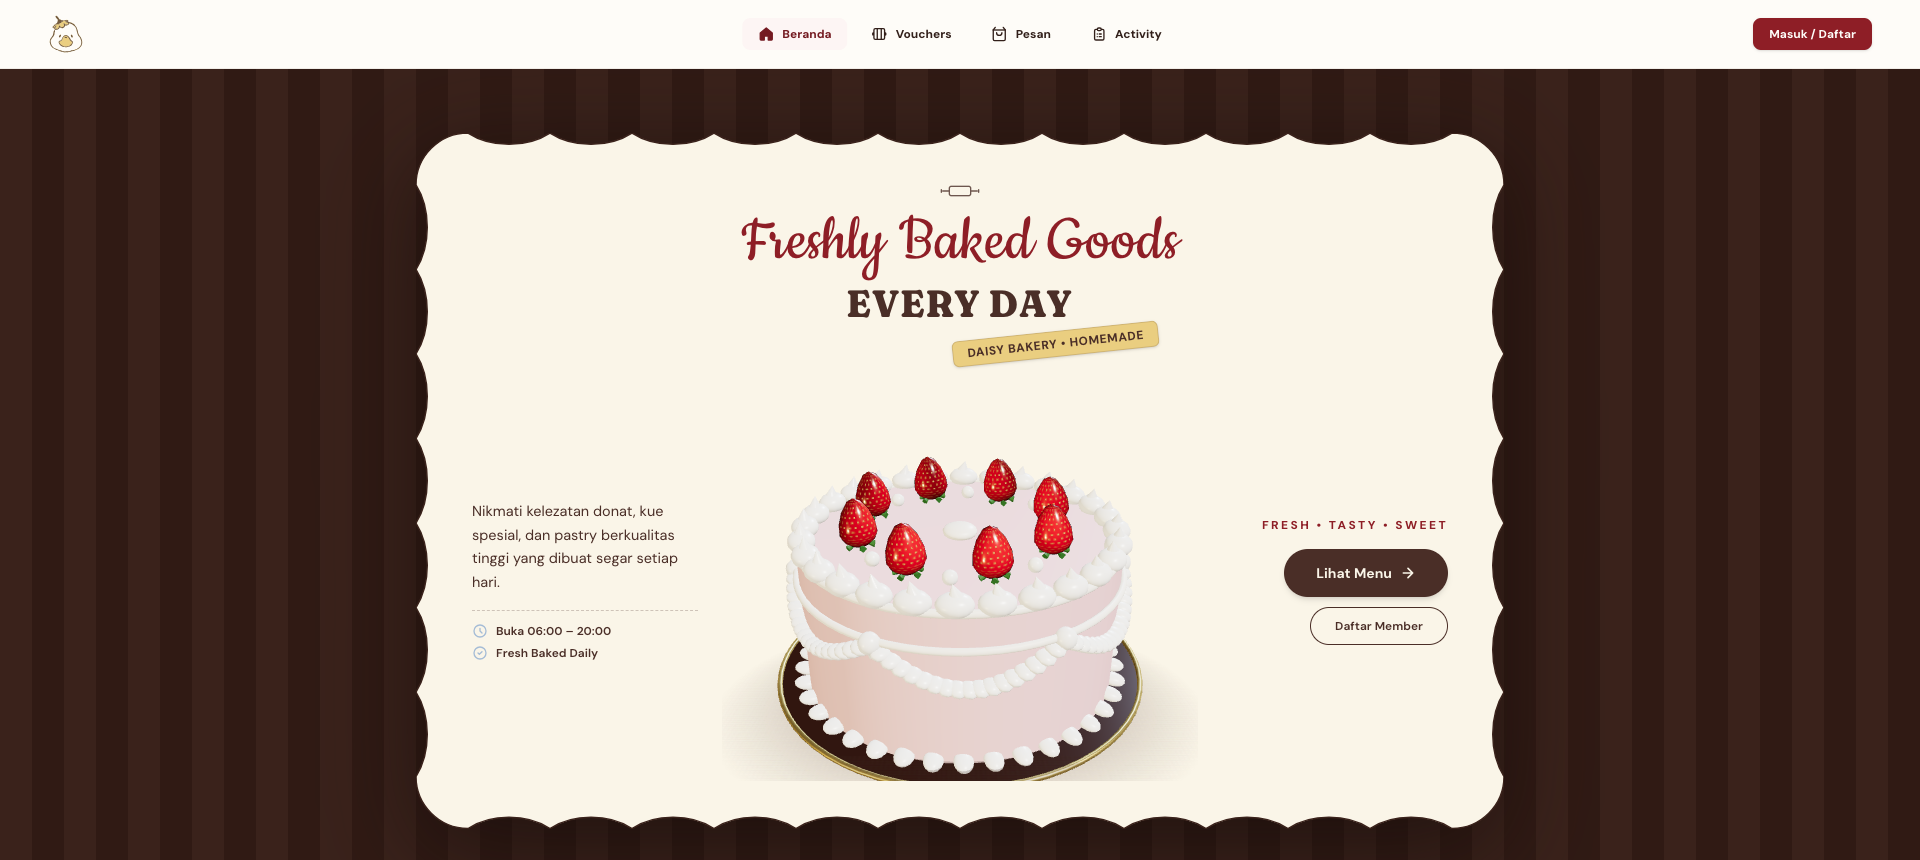 Beranda
Vouchers
Pesan
Activity
Masuk / Daftar
Freshly Baked Goods
EVERY DAY
DAISY BAKERY • HOMEMADE
Nikmati kelezatan donat, kue
spesial, dan pastry berkualitas
tinggi yang dibuat segar setiap
hari.
Buka 06:00 – 20:00
Fresh Baked Daily
FRESH • TASTY • SWEET
Lihat Menu
Daftar Member